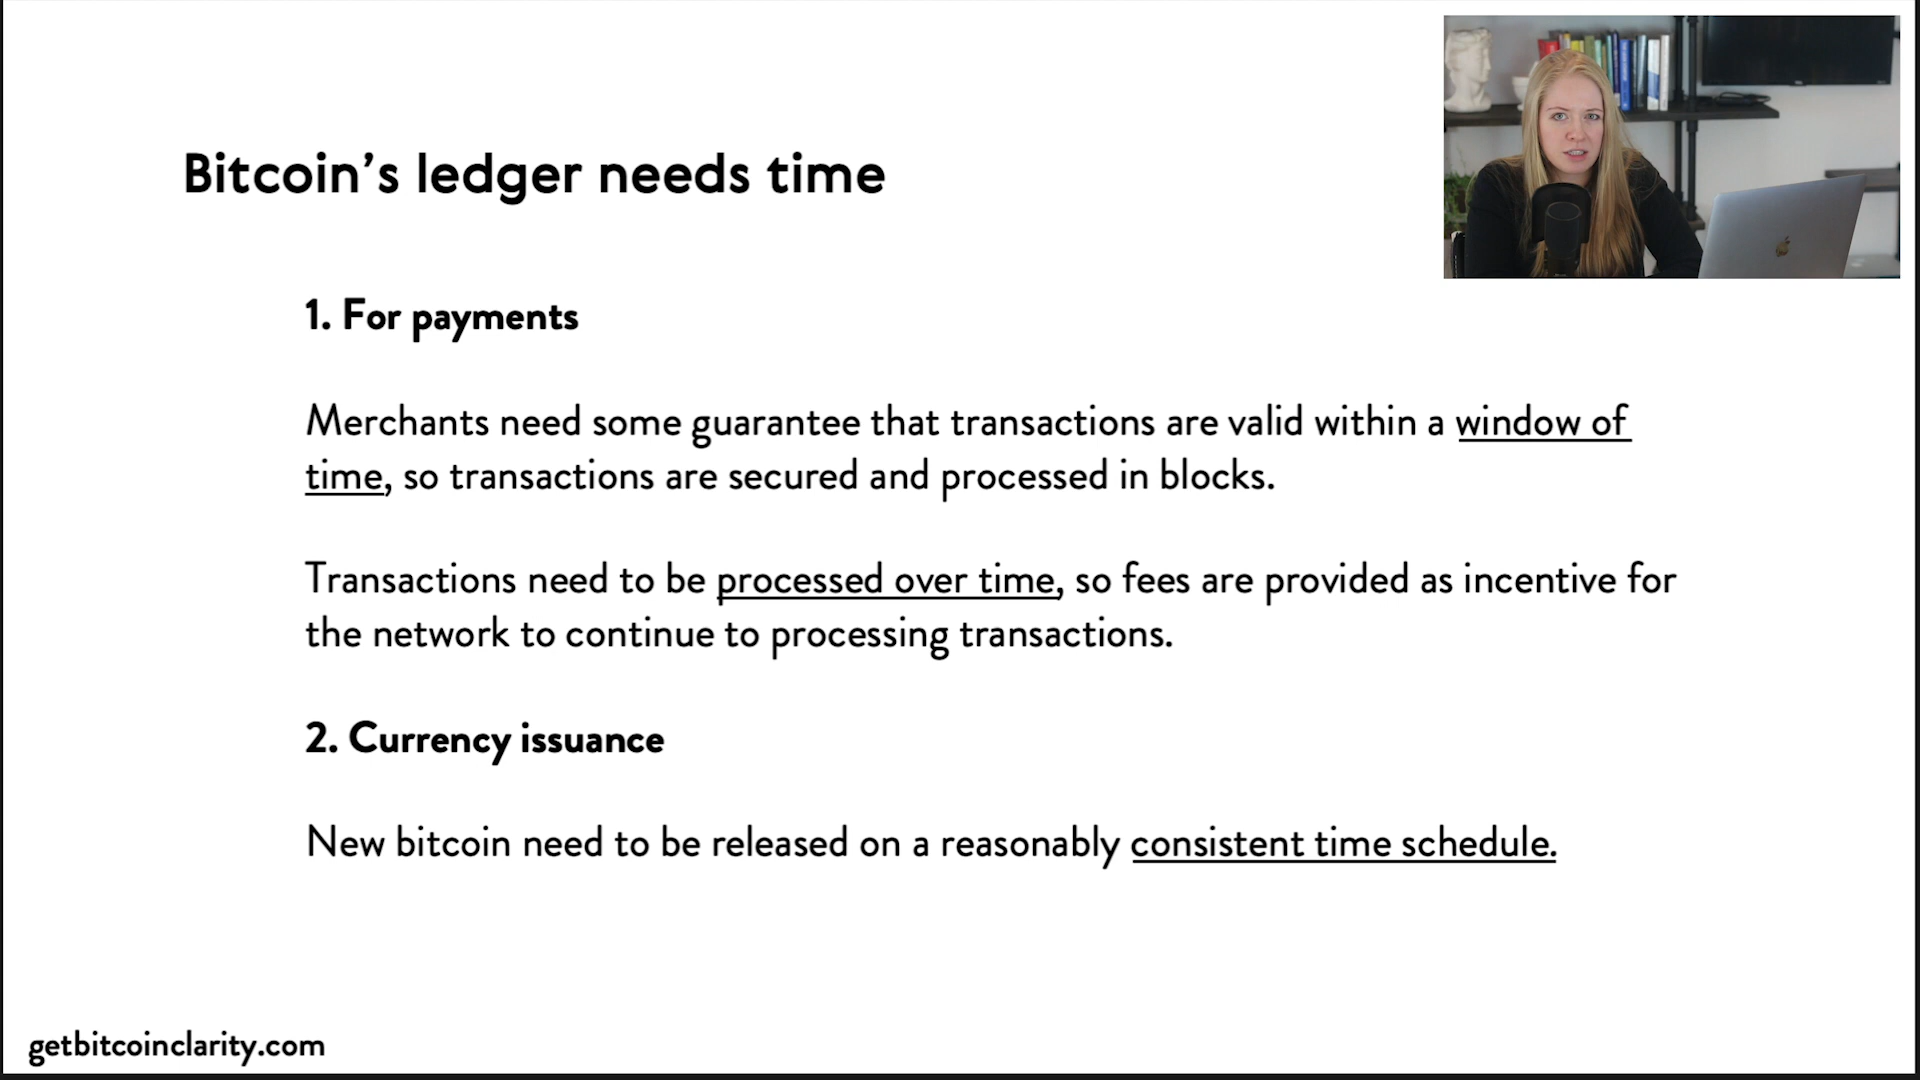 Bitcoin’s ledger needs time
1. For payments
Merchants need some guarantee that transactions are valid within a window of
time, so transactions are secured and processed in blocks.
Transactions need to be processed over time, so fees are provided as incentive for
the network to continue to processing transactions.
2. Currency issuance
New bitcoin need to be released on a reasonably consistent time schedule.
getbitcoinclarity.com